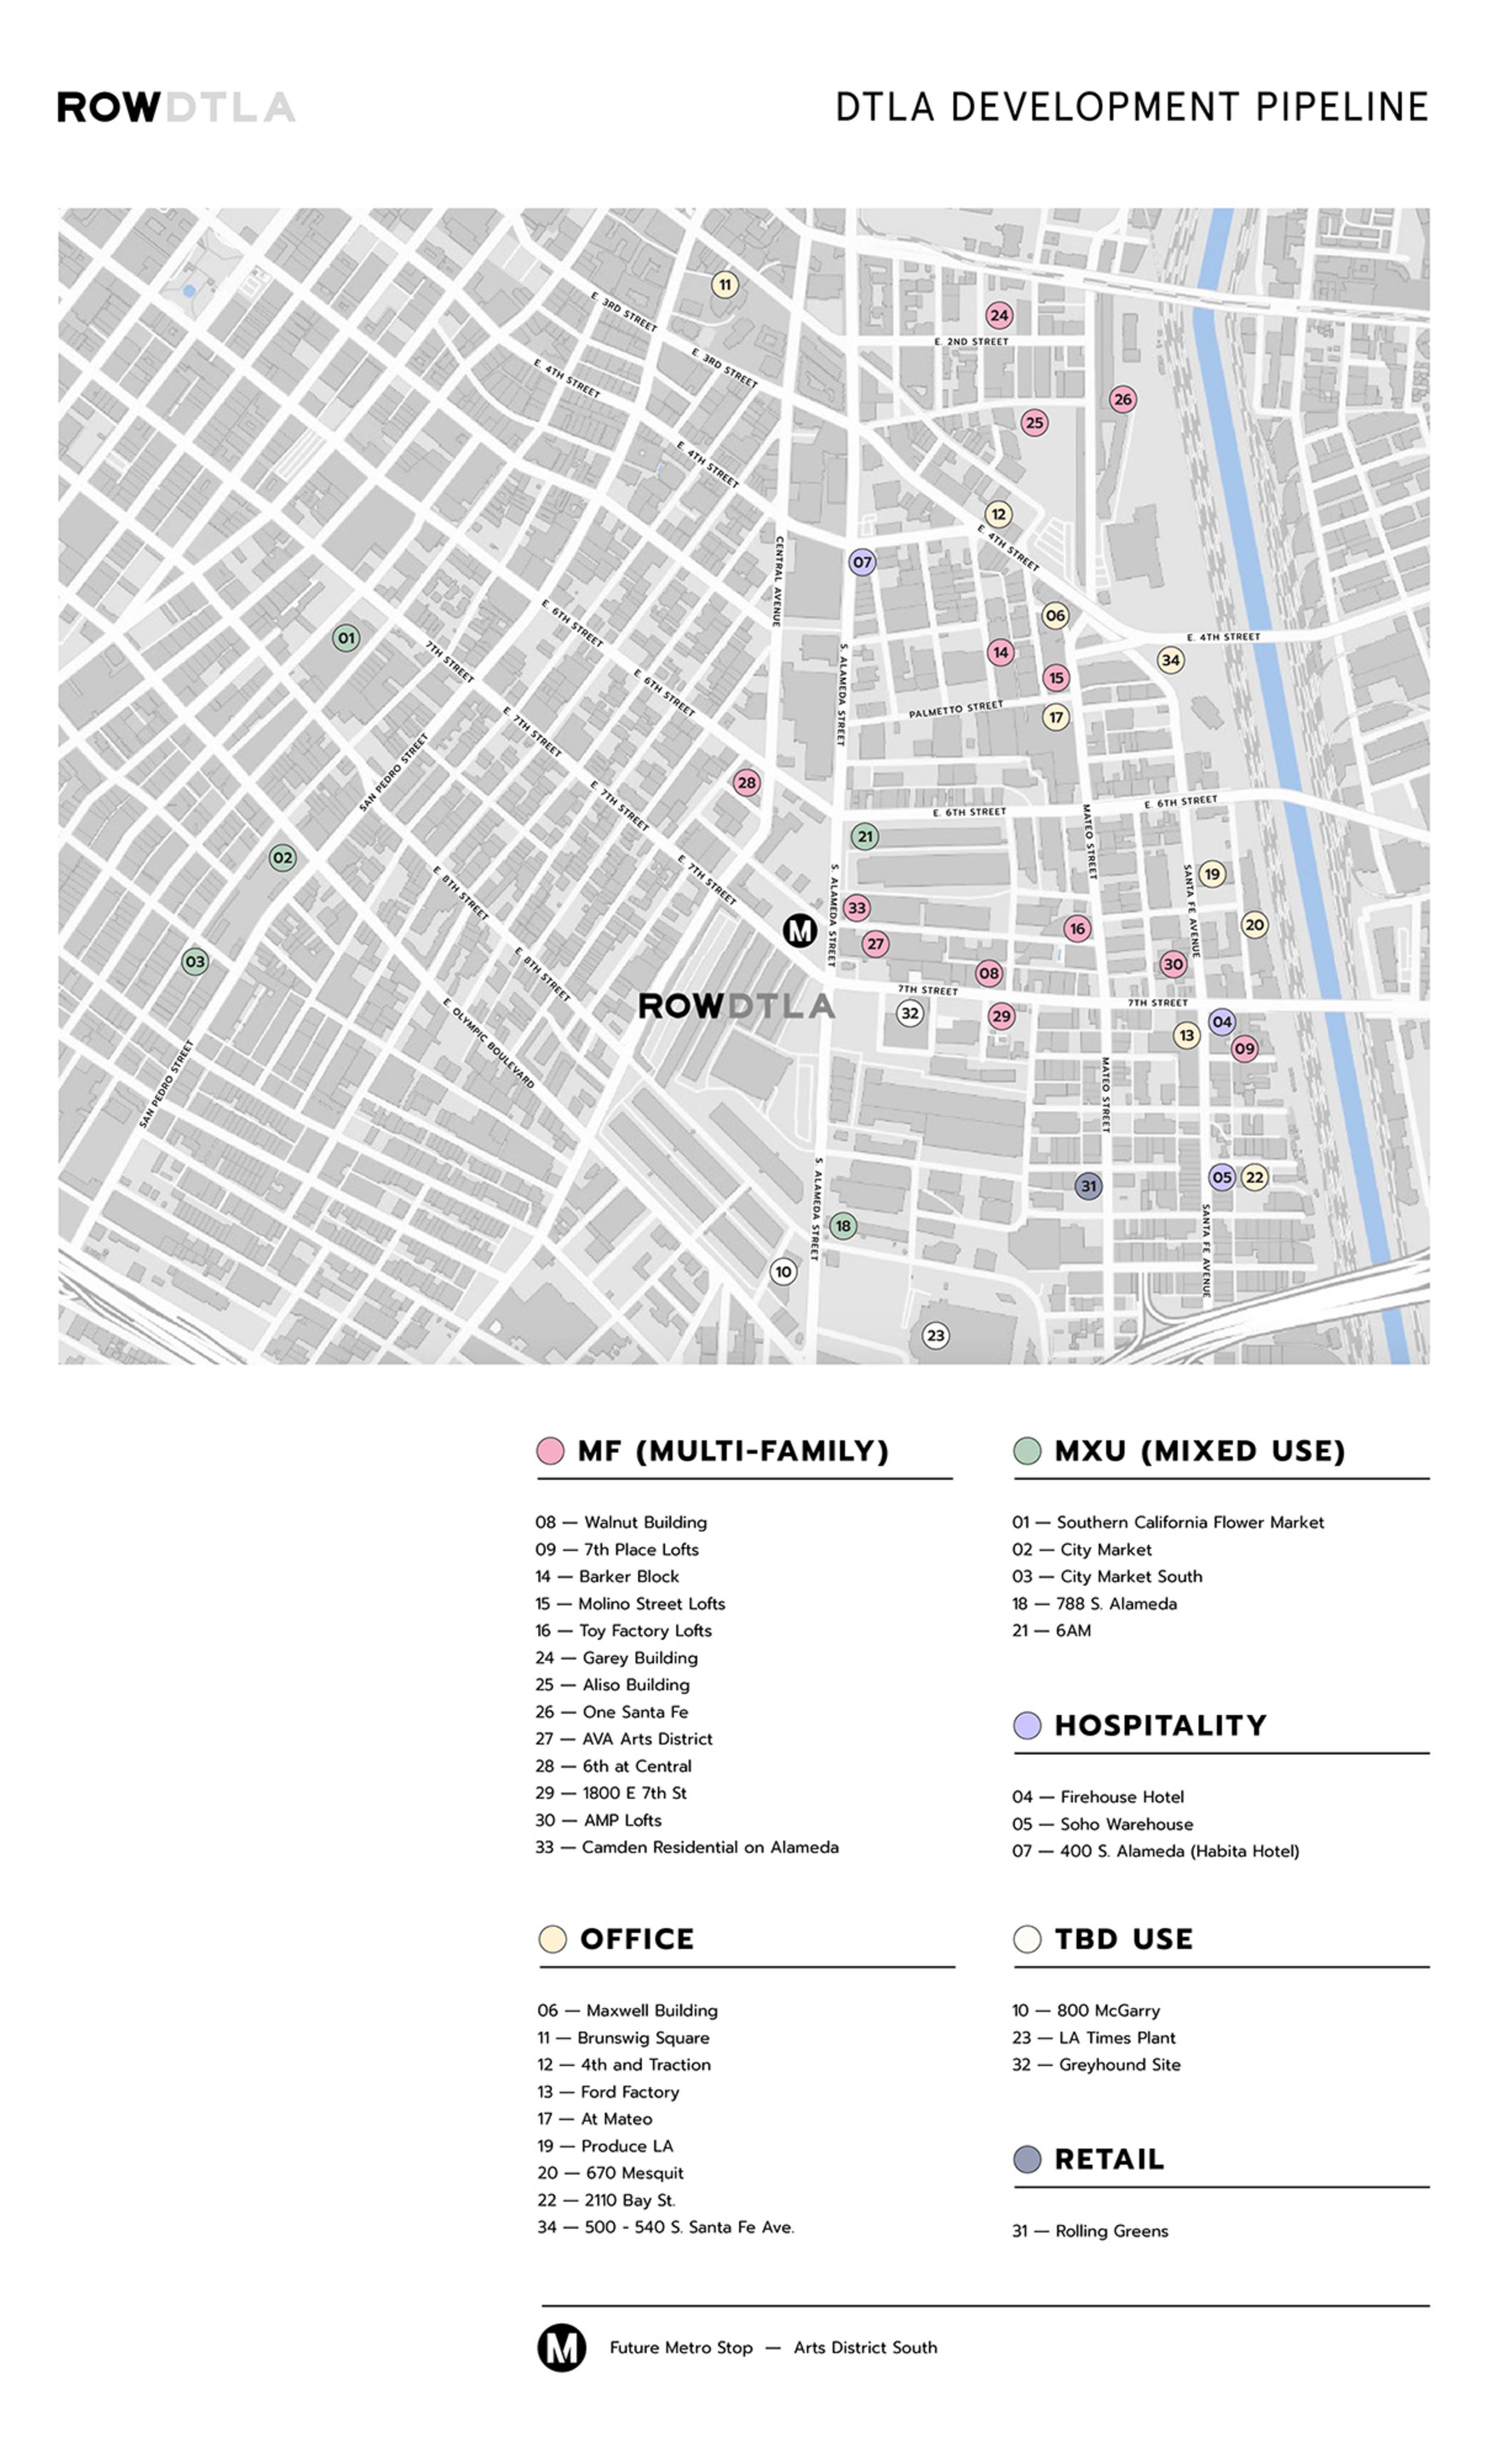 ROWDTLA
DTLA DEVELOPMENT PIPELINE
11
E. 3RD STREET
24
E. 2ND STREET
E. 3RD STREET
E. 4TH STREET
26
25
E. 4TH STREET
12
E. 4TH STREET
CENTRAL AVENUE
07
E. 6TH STREET
06
01
E. 4TH STREET
7TH STREET
14
34
E. 6TH STREET
15
S. ALAMEDA STREET
PALMETTO STREET
17
E. 7TH STREET
SAN PEDRO STREET
28
E. 7TH STREET
E. 6TH STREET
E. 6TH STREET
21
MATEO STREET
02
E. 7TH STREET
19
E. 8TH STREET
S. ALAMEDA STREET
33
SANTA FE AVENUE
M
16
20
27
03
30
E. 8TH STREET
08
7TH STREET
ROWDTLA
32
29
7TH STREET
04
13
09
E. OLYMPIC BOULEVARD
SAN PEDRO STREET
MATEO STREET
S. ALAMEDA STREET
31
05
22
18
SANTA FE AVENUE
10
23
MF (MULTI-FAMILY)
08 — Walnut Building
09 — 7th Place Lofts
14 — Barker Block
15 — Molino Street Lofts
16 — Toy Factory Lofts
24 — Garey Building
25 — Aliso Building
26 — One Santa Fe
27 — AVA Arts District
28 — 6th at Central
29 — 1800 E 7th St
30 — AMP Lofts
33 — Camden Residential on Alameda
MXU (MIXED USE)
01 — Southern California Flower Market
02 — City Market
03 — City Market South
18 — 788 S. Alameda
21 — 6AM
HOSPITALITY
04 — Firehouse Hotel
05 — Soho Warehouse
07 — 400 S. Alameda (Habita Hotel)
OFFICE
06 — Maxwell Building
11 — Brunswig Square
12 — 4th and Traction
13 — Ford Factory
17 — At Mateo
19 — Produce LA
20 — 670 Mesquit
22 — 2110 Bay St.
34 — 500 - 540 S. Santa Fe Ave.
TBD USE
10 — 800 McGarry
23 — LA Times Plant
32 — Greyhound Site
RETAIL
31 — Rolling Greens
M
Future Metro Stop — Arts District South